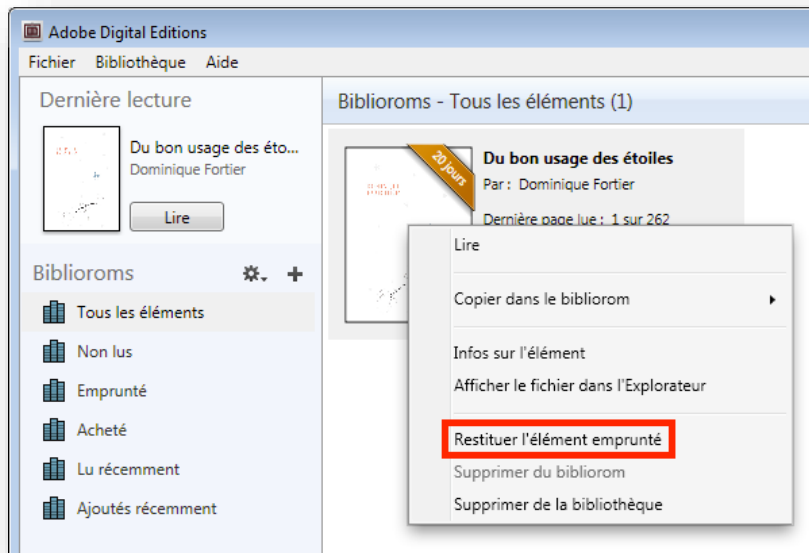 Adobe Digital Editions
Fichier Bibliothèque Aide
Dernière lecture
Du bon usage des éto...
Dominique Fortier
Lire
Biblioroms
Tous les éléments
Non lus
Emprunté
Acheté
Lu récemment
Ajoutés récemment
Biblioroms - Tous les éléments (1)
20 jours
Du bon usage des étoiles
Par : Dominique Fortier
Dernière page lue : 1 sur 262
Lire
Copier dans le bibliorom
Infos sur l'élément
Afficher le fichier dans l'Explorateur
Restituer l'élément emprunté
Supprimer du bibliorom
Supprimer de la bibliothèque